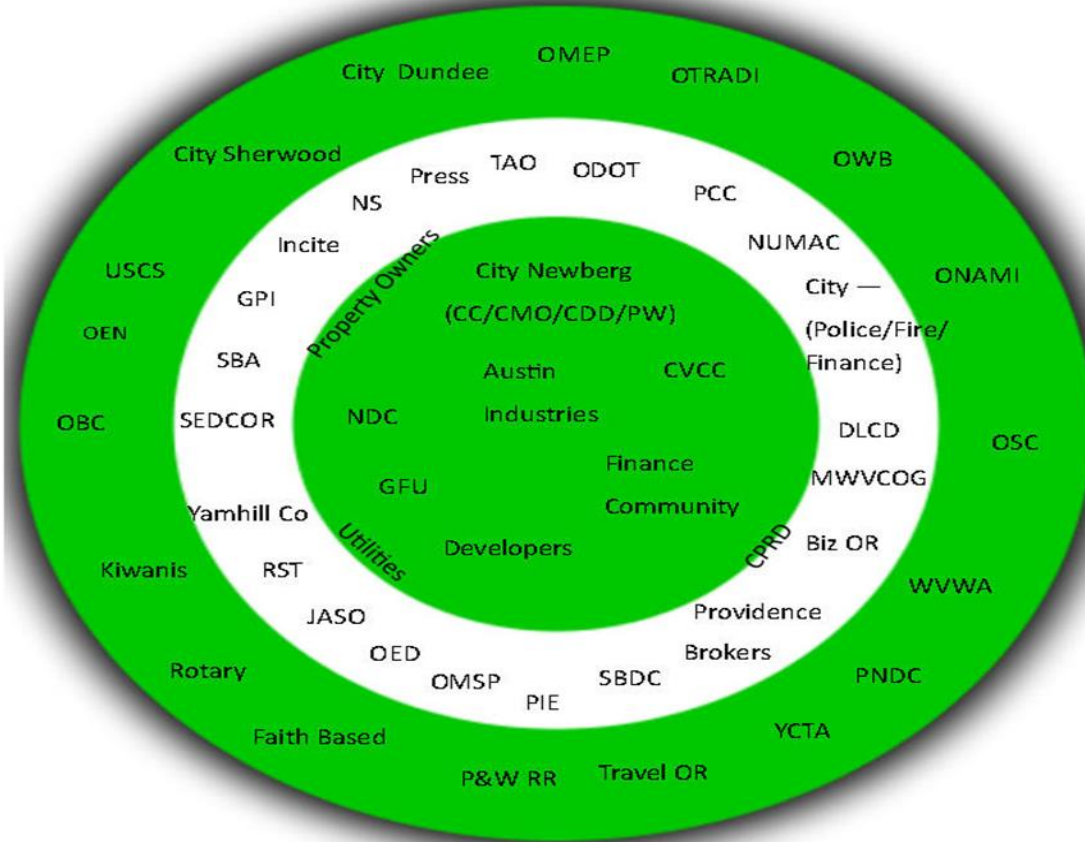 OMEP
City Dundee
OTRADI
City Sherwood
OWB
TAO
ODOT
Press
PCC
NS
NUMAC
Incite
Property Owners
City Newberg
(CC/CMO/CDD/PW)
USCS
ONAMI
GPI
City —
(Police/Fire/
Finance)
OEN
SBA
Austin
Industries
CVCC
OBC
SEDCOR
NDC
DLCD
OSC
Finance
Community
GFU
MWVCOG
Yamhill Co
Utilities
Developers
CPRD
Biz OR
Kiwanis
RST
WVWA
JASO
Providence
OED
Brokers
Rotary
OMSP
SBDC
PNDC
PIE
Faith Based
YCTA
P&W RR
Travel OR